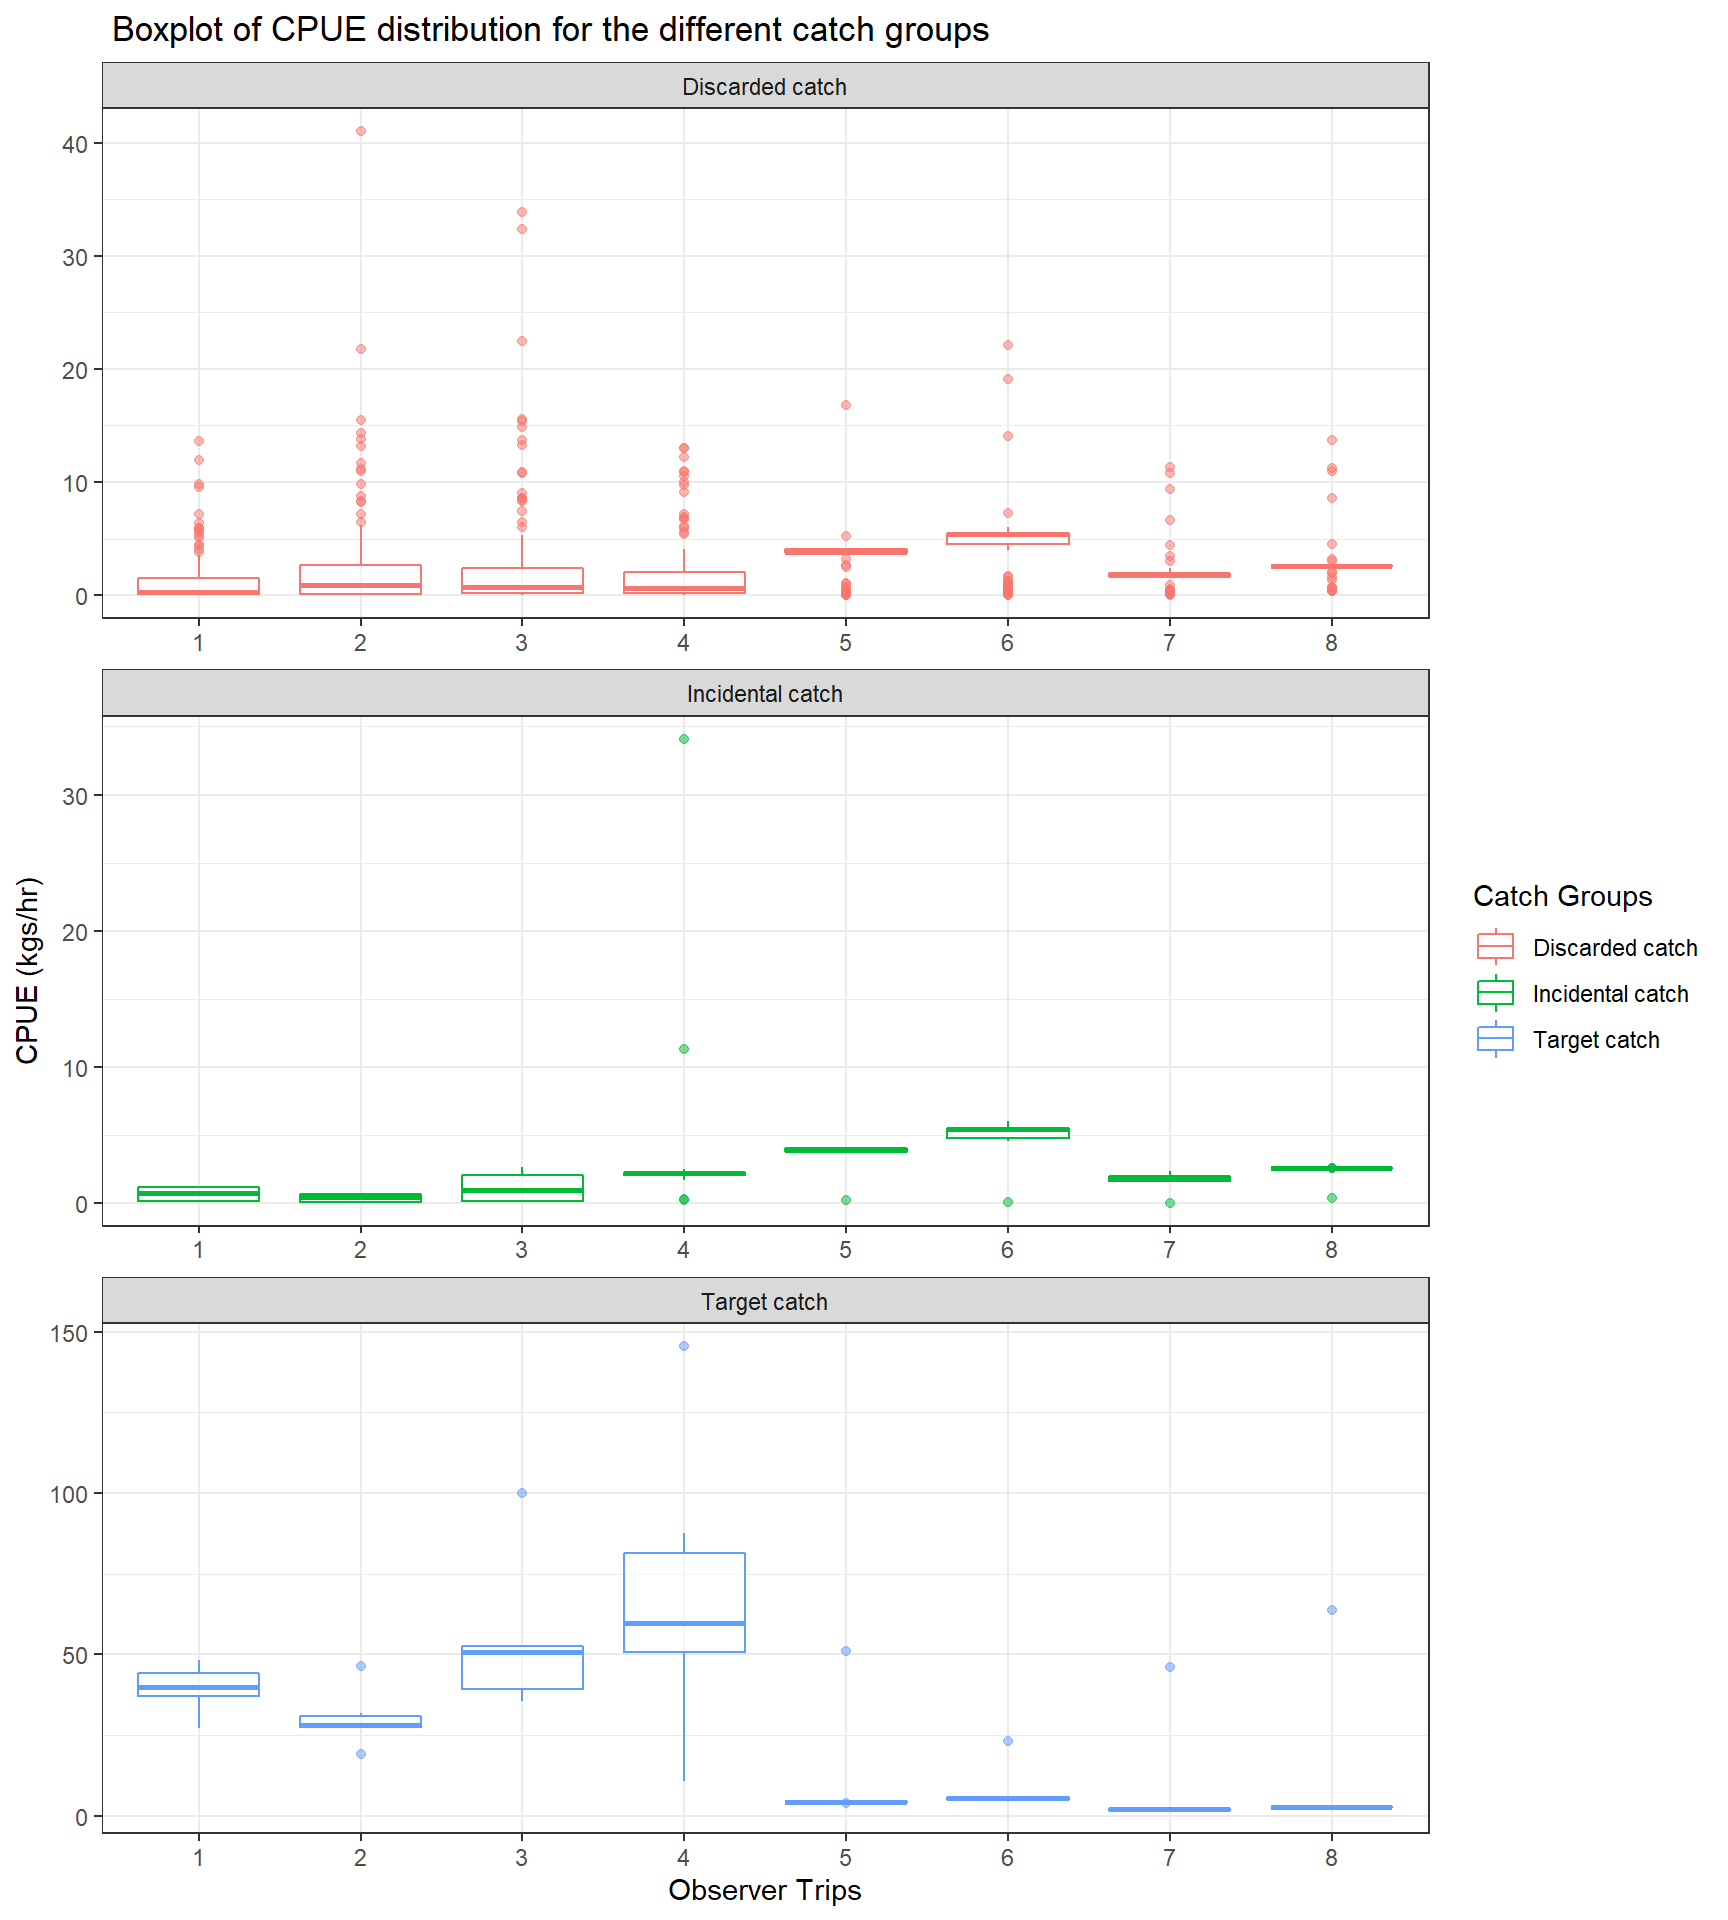 Boxplot of CPUE distribution for the different catch groups
Discarded catch
40
30
20
10
0
1 2 3 4 5 6 7 8
Incidental catch
30
20
10
0
1 2 3 4 5 6 7 8
Target catch
150
100
50
0
1 2 3 4 5 6 7 8
Observer Trips
CPUE (kgs/hr)
Catch Groups
Discarded catch
Incidental catch
Target catch